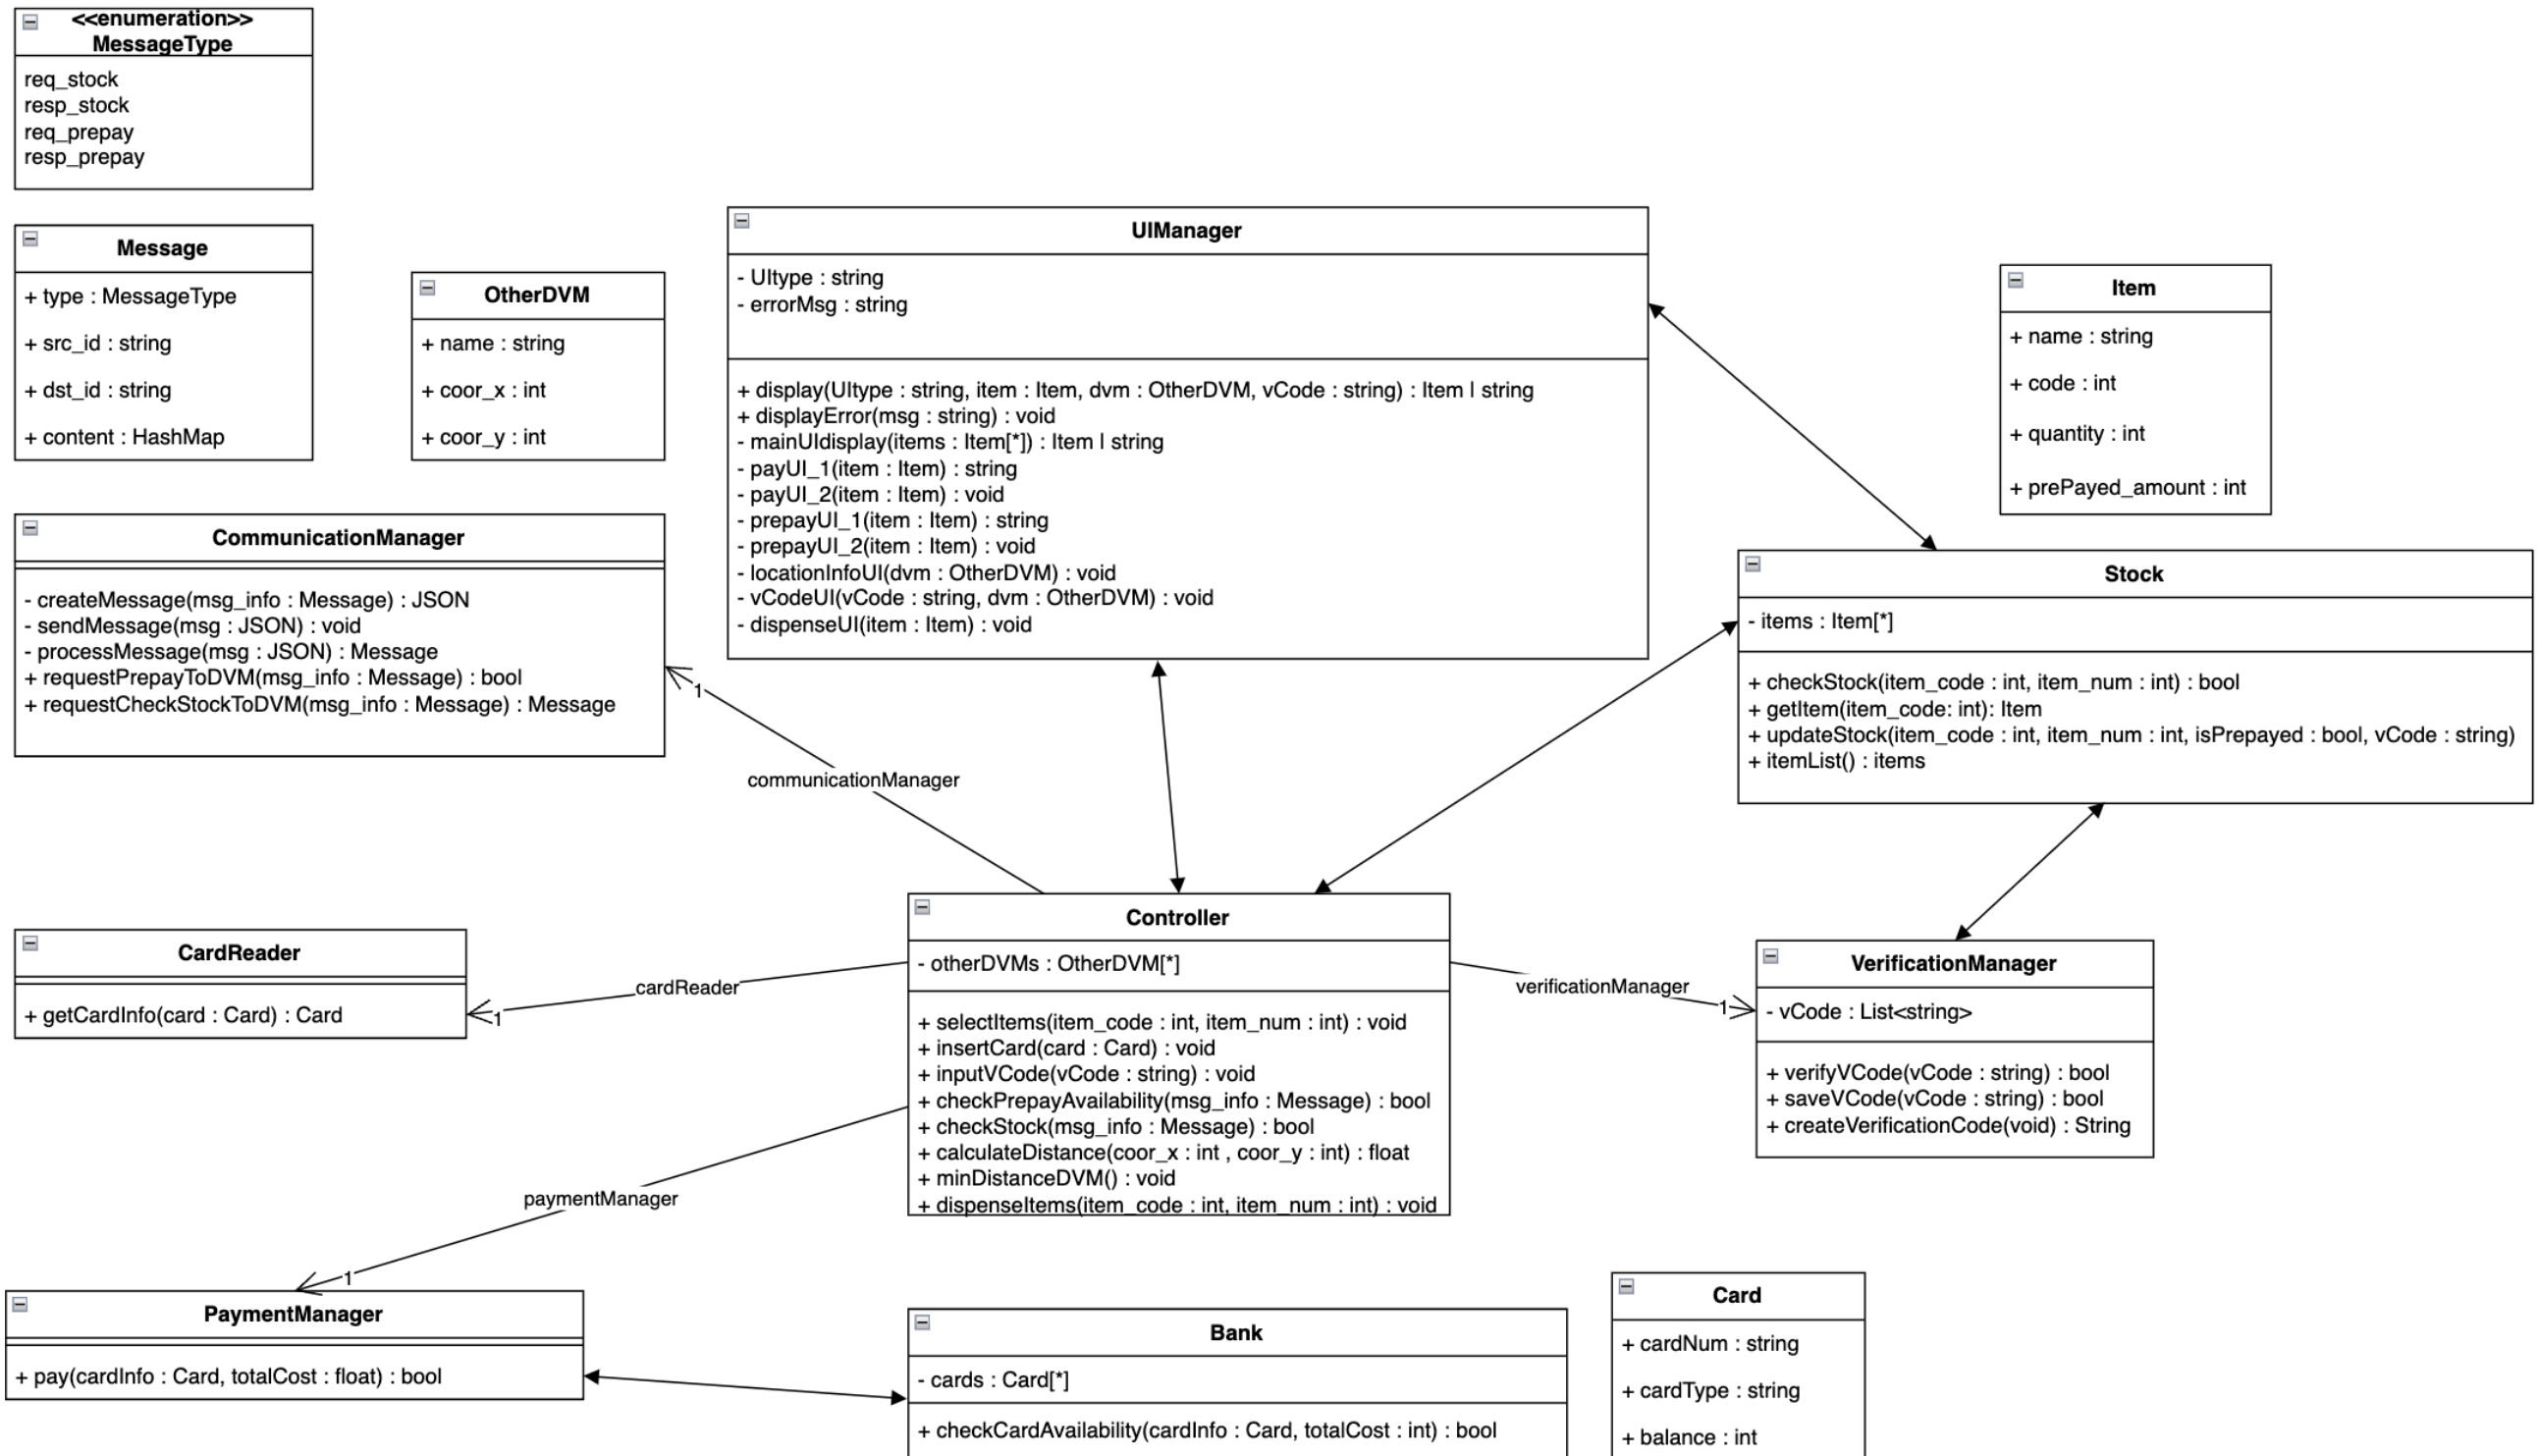 <<enumeration>>
MessageType
req_stock
resp_stock
req_prepay
resp_prepay
Message
+ type : MessageType
+ src_id : string
+ dst_id : string
+ content : HashMap
OtherDVM
+ name : string
+ coor_x : int
+ coor_y : int
UIManager
- UItype : string
- errorMsg : string
+ display(UItype : string, item : Item, dvm : OtherDVM, vCode : string) : Item | string
+ displayError(msg : string) : void
- mainUIdisplay(items : Item[*]) : Item | string
- payUI_1(item : Item) : string
- payUI_2(item : Item) : void
- prepayUI_1(item : Item) : string
- prepayUI_2(item : Item) : void
- locationInfoUI(dvm : OtherDVM) : void
- vCodeUI(vCode : string, dvm : OtherDVM) : void
- dispenseUI(item : Item) : void
Item
+ name : string
+ code : int
+ quantity : int
+ prePayed_amount : int
CommunicationManager
- createMessage(msg_info : Message) : JSON
- sendMessage(msg : JSON) : void
- processMessage(msg : JSON) : Message
+ requestPrepayToDVM(msg_info : Message) : bool
+ requestCheckStockToDVM(msg_info : Message) : Message
Stock
- items : Item[*]
+ checkStock(item_code : int, item_num : int) : bool
+ getItem(item_code: int): Item
+ updateStock(item_code : int, item_num : int, isPrepayed : bool, vCode : string)
+ itemList() : items
1
communicationManager
CardReader
+ getCardInfo(card : Card) : Card
cardReader
1
Controller
- otherDVMs : OtherDVM[*]
+ selectItems(item_code : int, item_num : int) : void
+ insertCard(card : Card) : void
+ inputVCode(vCode : string) : void
+ checkPrepayAvailability(msg_info : Message) : bool
+ checkStock(msg_info : Message) : bool
+ calculateDistance(coor_x : int , coor_y : int) : float
+ minDistanceDVM() : void
+ dispenseItems(item_code : int, item_num : int) : void
verificationManager
1
VerificationManager
- vCode : List<string>
+ verifyVCode(vCode : string) : bool
+ saveVCode(vCode : string) : bool
+ createVerificationCode(void) : String
paymentManager
1
PaymentManager
+ pay(cardInfo : Card, totalCost : float) : bool
Bank
- cards : Card[*]
+ checkCardAvailability(cardInfo : Card, totalCost : int) : bool
Card
+ cardNum : string
+ cardType : string
+ balance : int